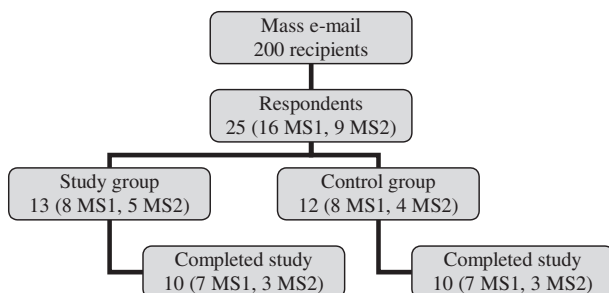 Mass e-mail
200 recipients
Respondents
25 (16 MS1, 9 MS2)
Study group
13 (8 MS1, 5 MS2)
Control group
12 (8 MS1, 4 MS2)
Completed study
10 (7 MS1, 3 MS2)
Completed study
10 (7 MS1, 3 MS2)